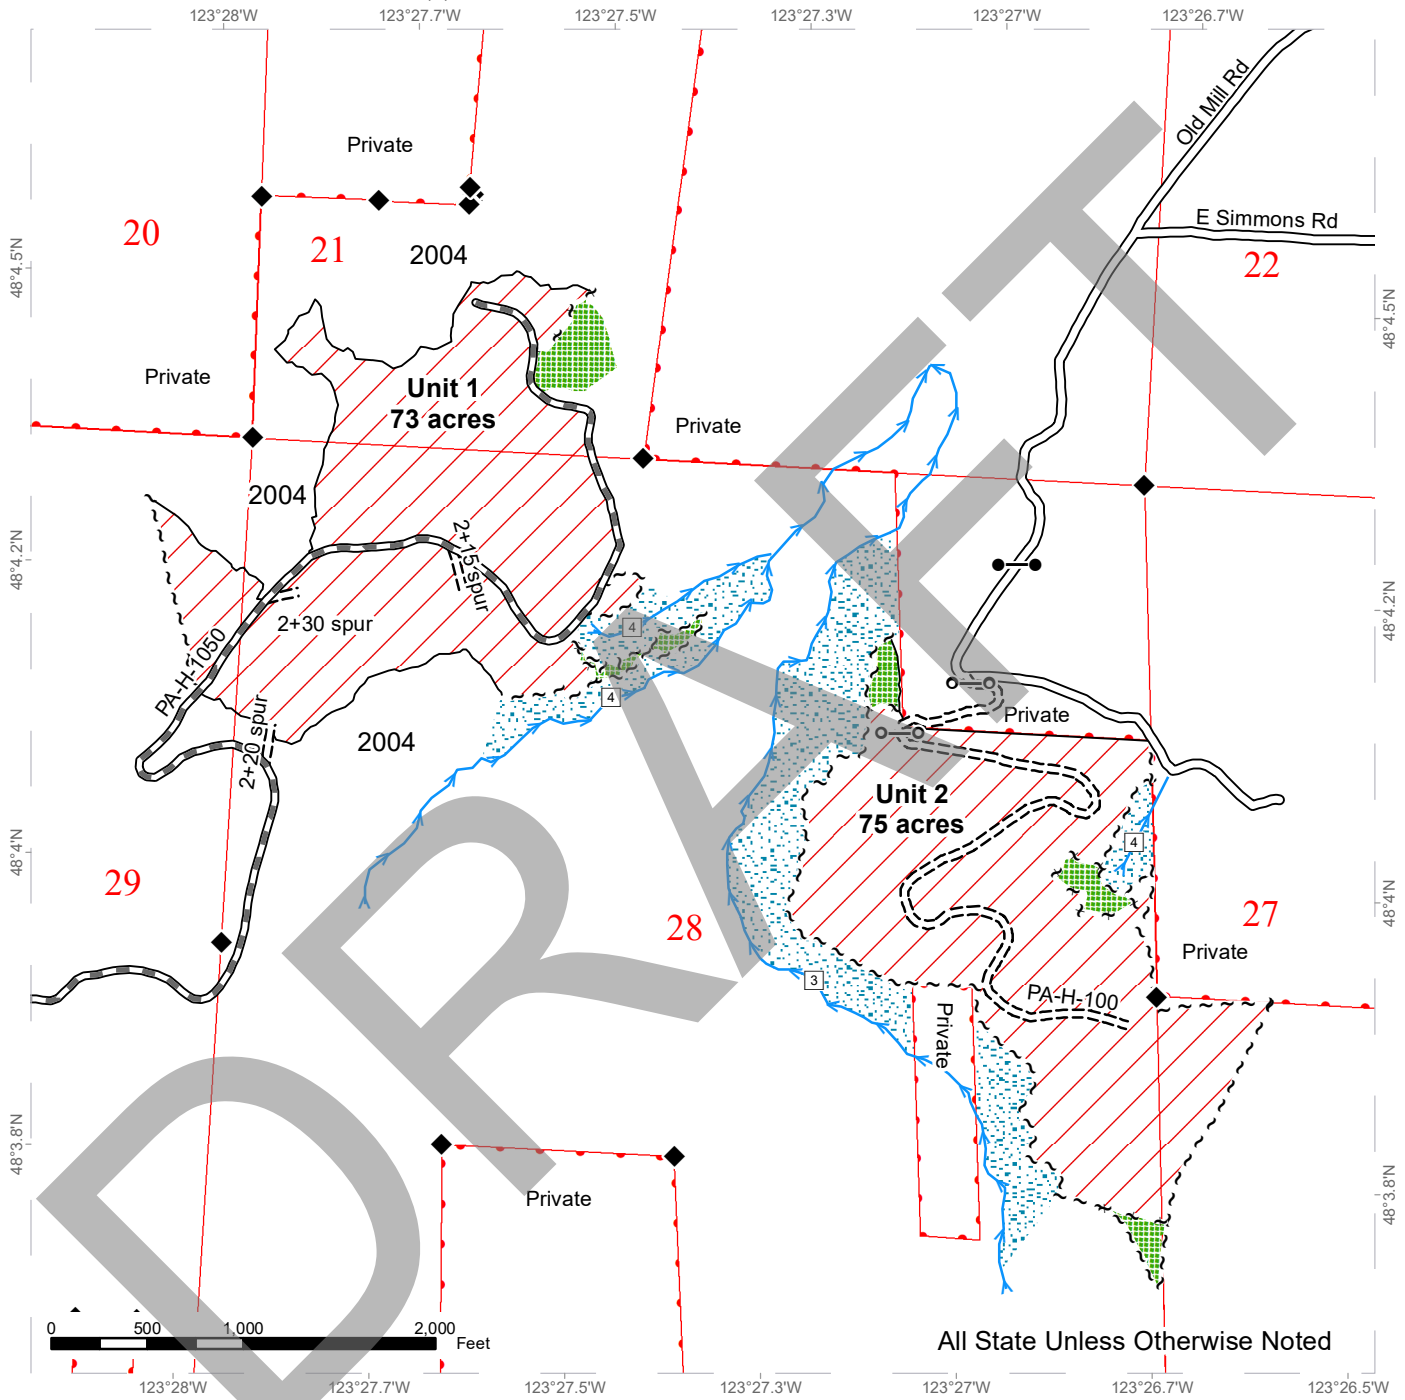 123°28'W 123°27.7'W 123°27.5'W 123°27.3'W 123°27'W 123°26.7'W
Old Mill Rd
Private
E Simmons Rd
20
21
2004
22
48°4.5'N
48°4.5'N
Private
Unit 1
73 acres
Private
2004
48°4.2'N
2+15 spur
48°4.2'N
2+30 spur
4
PA-H-1050
4
2+20 spur
Private
2004
Unit 2
75 acres
4
48°4'N
48°4'N
29
28
27
Private
3
PA-H-100
Private
48°3.8'N
48°3.8'N
Private
DRAFT
0 500 1,000 2,000
Feet
All State Unless Otherwise Noted
123°28'W 123°27.7'W 123°27.5'W 123°27.3'W 123°27'W 123°26.7'W 123°26.5'W